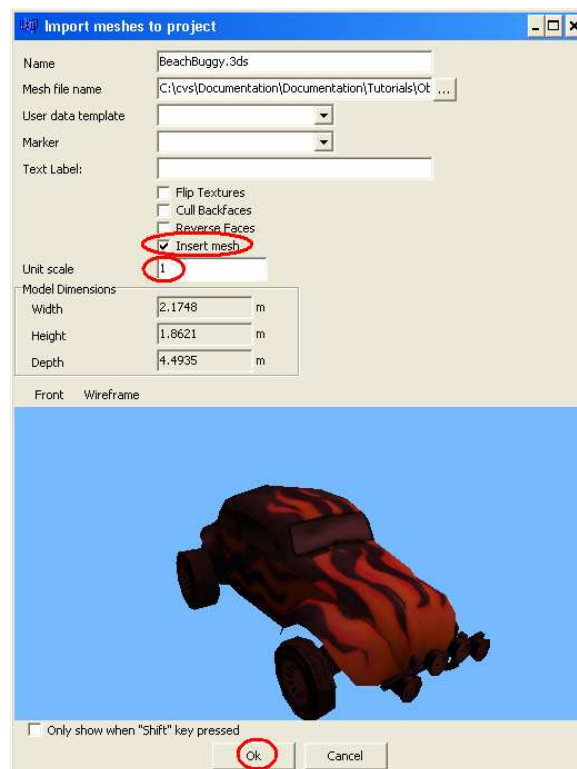 Import meshes to project
Name BeachBuggy.3ds
Mesh file name C:\cvs\Documentation\Documentation\Tutorials\Ot ...
User data template
Marker
Text Label:
Flip Textures
Cull Backfaces
Reverse Faces
Insert mesh
Unit scale 1
Model Dimensions
Width 2.1748 m
Height 1.8621 m
Depth 4.4935 m
Front Wireframe
Only show when "Shift" key pressed
Ok Cancel